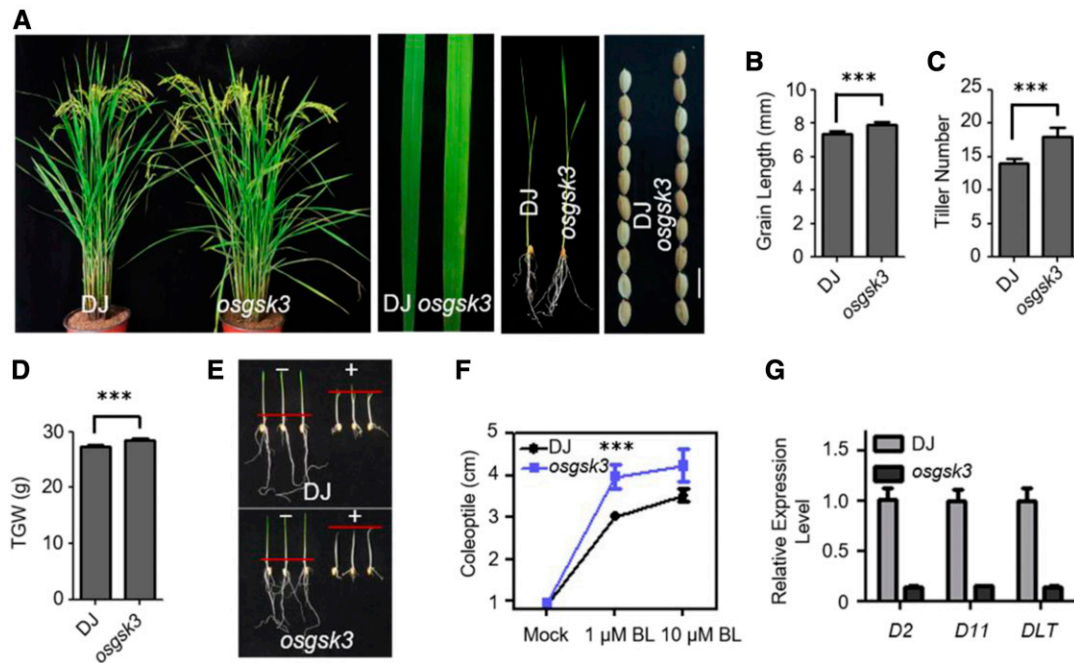 A
DJ
osgsk3
DJ osgsk3
DJ
osgsk3
DJ
osgsk3
B
***
Grain Length (mm)
10
8
6
4
2
0
DJ
osgsk3
C
***
Tiller Number
25
20
15
10
5
0
DJ
osgsk3
D
***
TGW (g)
30
20
10
0
DJ
osgsk3
E
– +
DJ
– +
osgsk3
F
DJ
osgsk3
***
Coleoptile (cm)
5
4
3
2
1
Mock 1 μM BL 10 μM BL
G
DJ
osgsk3
Relative Expression
Level
1.5
1.0
0.5
0
D2 D11 DLT